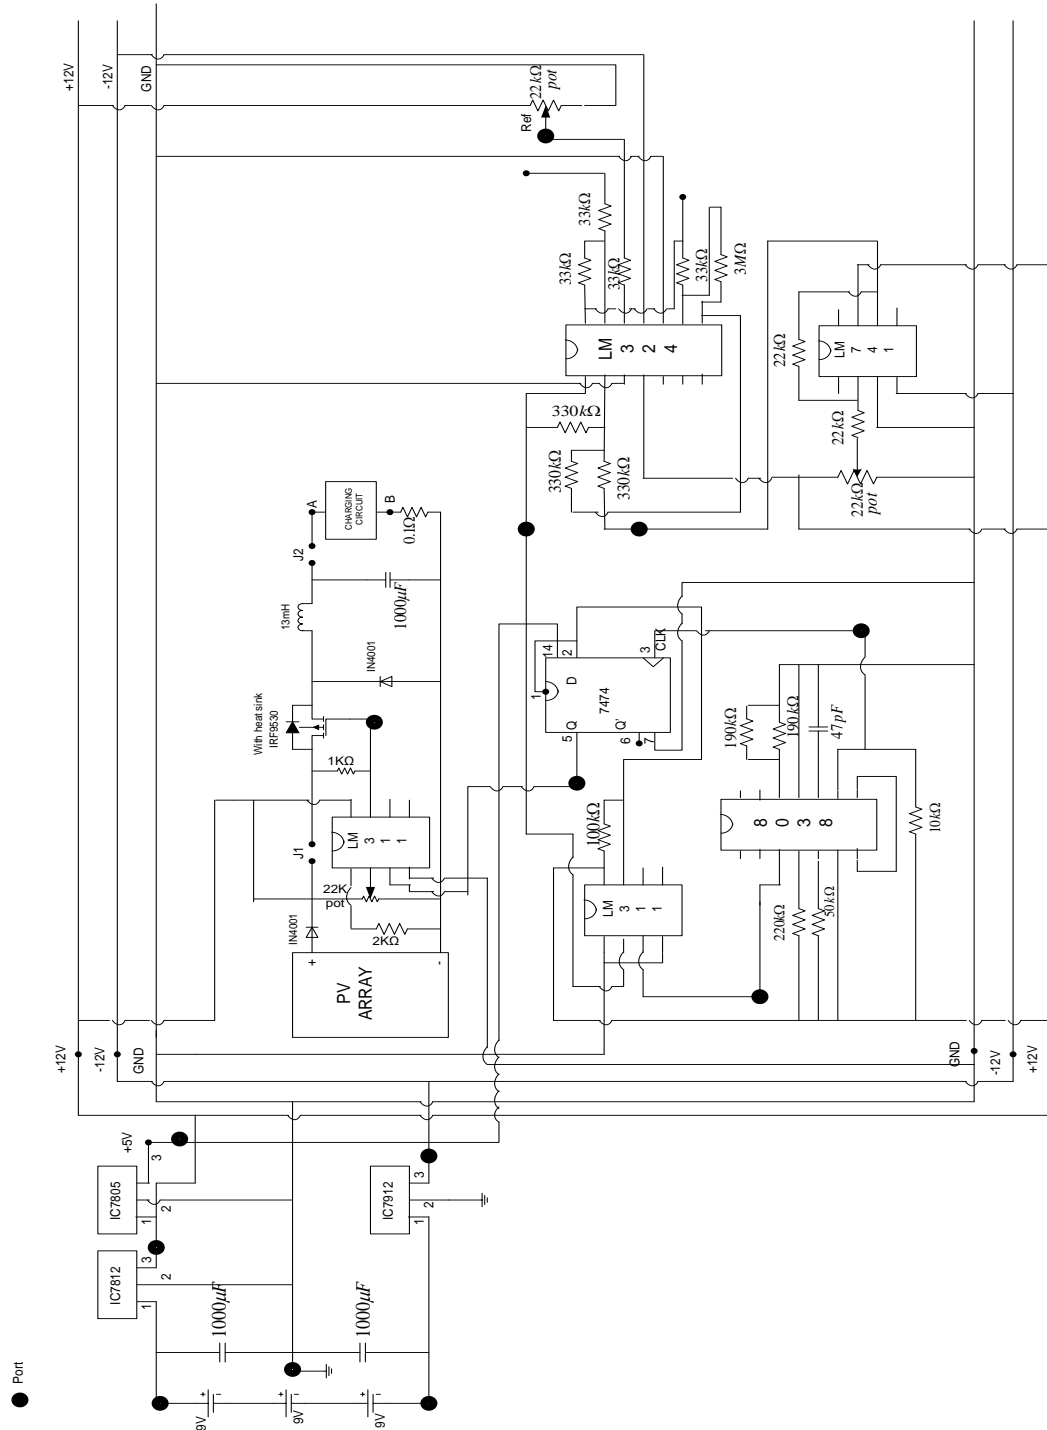 Port
+12V
-12V
GND
Ref
22kΩ
pot
33kΩ
33kΩ
33kΩ
33kΩ
3MΩ
LM
3
2
4
330kΩ
330kΩ
330kΩ
22kΩ
LM
7
4
1
22kΩ
22kΩ
pot
A
CHARGING
CIRCUIT
B
0.1Ω
J2
1000μF
13mH
IN4001
With heat sink
IRF9530
1KΩ
LM
3
1
1
J1
22K
pot
2KΩ
IN4001
+
PV
ARRAY
-
14
2
1
D
3
CLK
7474
Q
Q'
5
6
7
100kΩ
LM
3
1
1
190kΩ
190kΩ
47pF
8
0
3
8
10kΩ
220kΩ
50kΩ
+12V
-12V
GND
GND
-12V
+12V
+5V
3
IC7805
1
2
3
IC7812
1
2
IC7912
3
2
1
1000μF
1000μF
+
-
9V
+
-
9V
+
-
9V